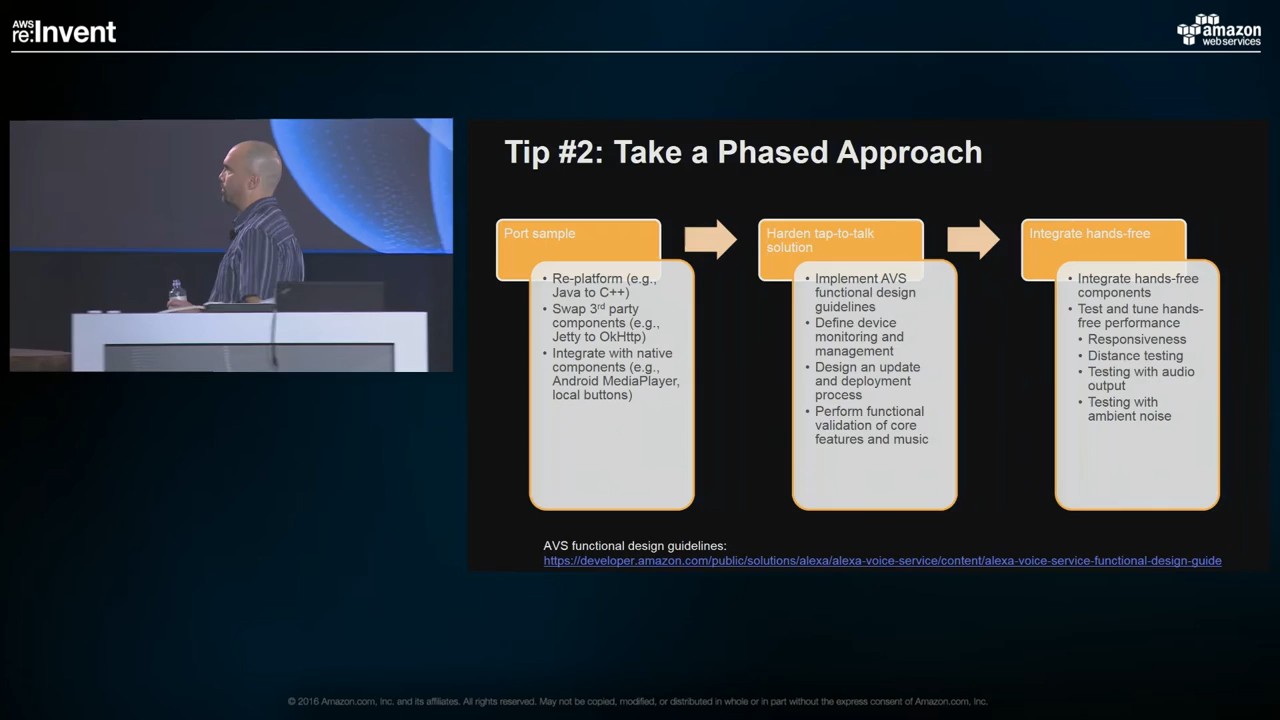 AWS
re:Invent
amazon
web services
Tip #2: Take a Phased Approach
Port sample
• Re-platform (e.g.,
Java to C++)
• Swap 3rd party
components (e.g.,
Jetty to OkHttp)
• Integrate with native
components (e.g.,
Android MediaPlayer,
local buttons)
Harden tap-to-talk
solution
• Implement AVS
functional design
guidelines
• Define device
monitoring and
management
• Design an update
and deployment
process
• Perform functional
validation of core
features and music
Integrate hands-free
• Integrate hands-free
components
• Test and tune hands-
free performance
• Responsiveness
• Distance testing
• Testing with audio
output
• Testing with
ambient noise
AVS functional design guidelines:
https://developer.amazon.com/public/solutions/alexa/alexa-voice-service/content/alexa-voice-service-functional-design-guide
© 2016 Amazon.com, Inc. and its affiliates. All rights reserved. May not be copied, modified, or distributed in whole or in part without the express consent of Amazon.com, Inc.